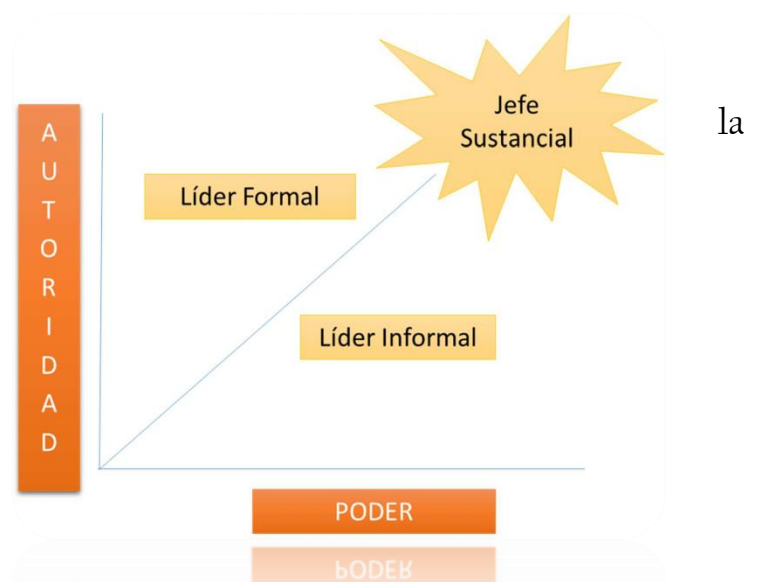 Jefe
Sustancial
la
AUTORIDAD
Líder Formal
Líder Informal
PODER